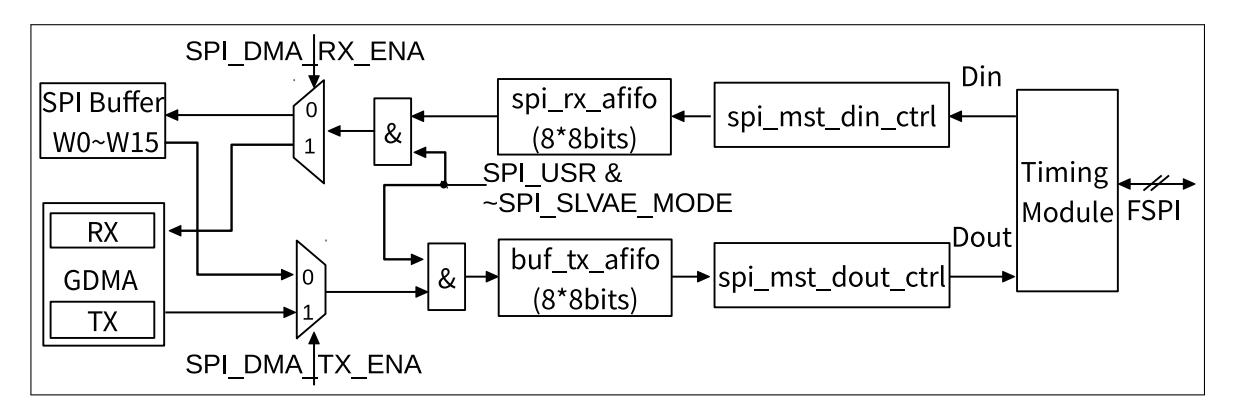 SPI_DMA_RX_ENA
SPI Buffer
W0~W15
0
1
&
spi_rx_afifo
(8*8bits)
spi_mst_din_ctrl
Din
Timing
Module
FSPI
SPI_USR &
~SPI_SLVAE_MODE
RX
GDMA
TX
0
1
&
buf_tx_afifo
(8*8bits)
spi_mst_dout_ctrl
Dout
SPI_DMA_TX_ENA